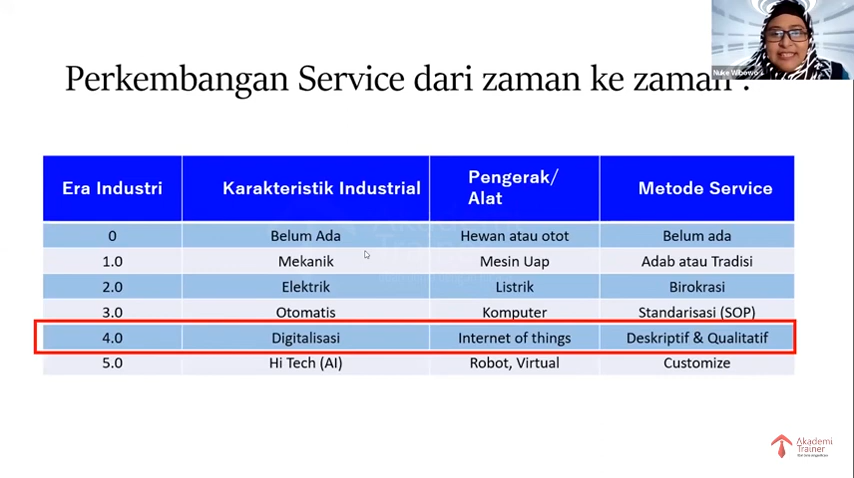 Nuke Wibowo
Perkembangan Service dari zaman ke zaman :
Era Industri Karakteristik Industrial Pengerak/ Metode Service
Alat
0 Belum Ada Hewan atau otot Belum ada
1.0 Mekanik Mesin Uap Adab atau Tradisi
2.0 Elektrik Listrik Birokrasi
3.0 Otomatis Komputer Standarisasi (SOP)
4.0 Digitalisasi Internet of things Deskriptif & Qualitatif
5.0 Hi Tech (AI) Robot, Virtual Customize
Akademi
Trainer